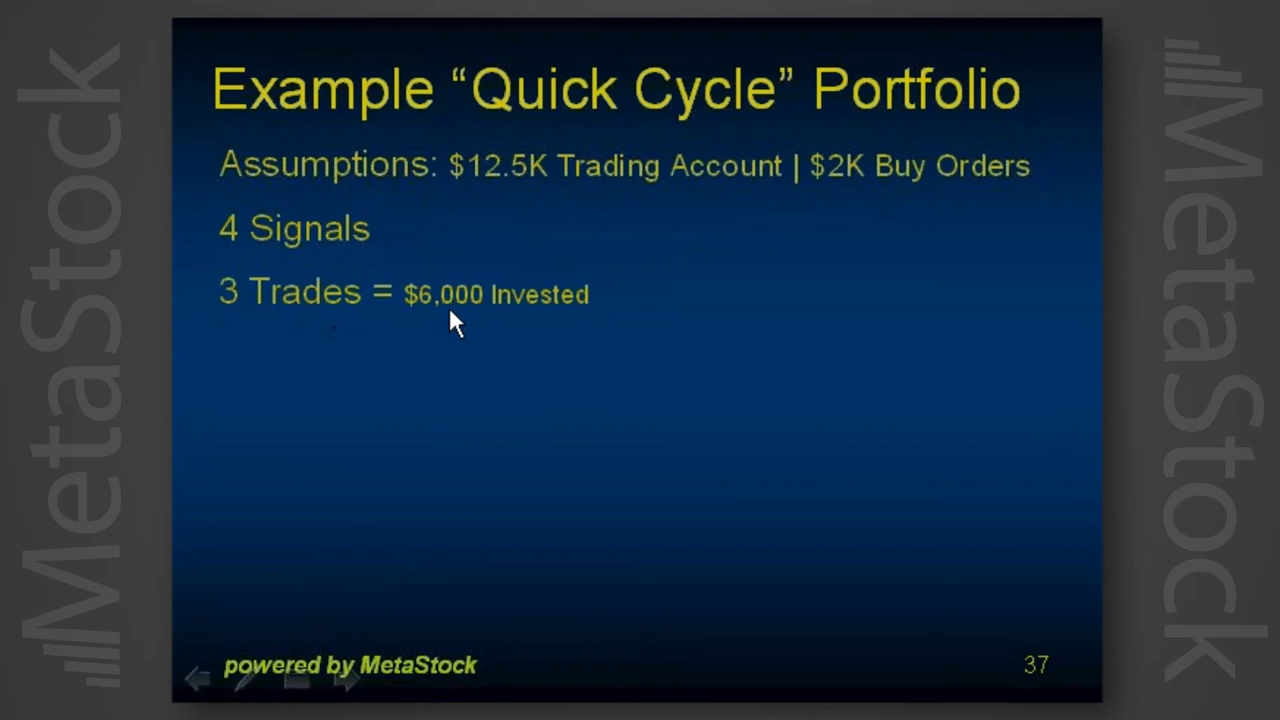 MetaStock
Example “Quick Cycle” Portfolio
Assumptions: $12.5K Trading Account | $2K Buy Orders
4 Signals
3 Trades = $6,000 Invested
powered by MetaStock
37
MetaStock